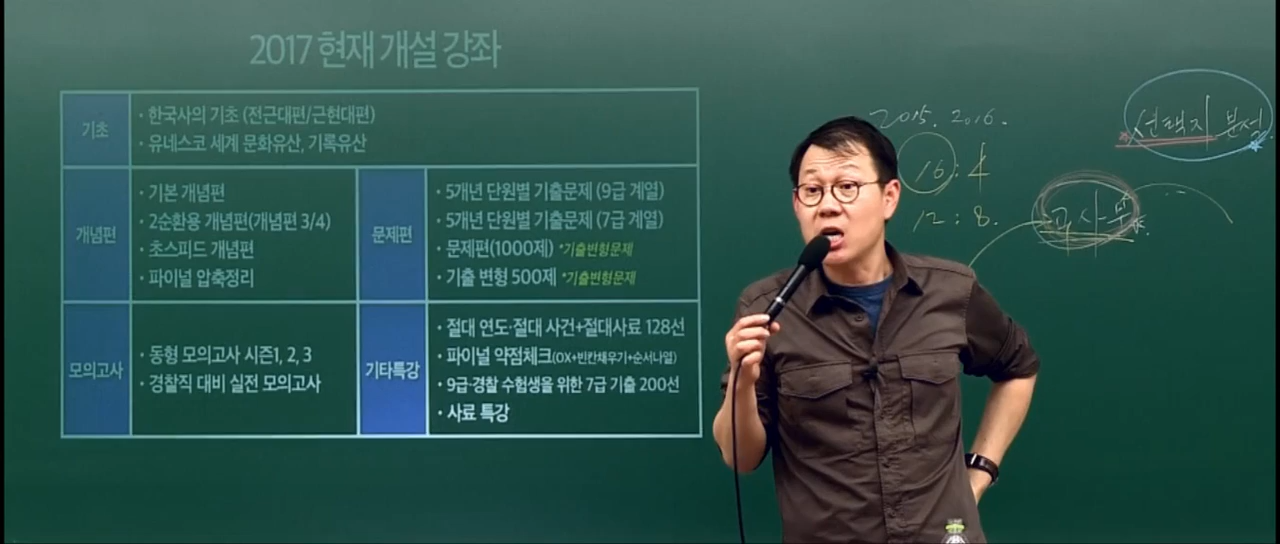 2017 현재 개설 강좌
기초
· 한국사의 기초 (전근대편/근현대편)
· 유네스코 세계 문화유산, 기록유산
개념편
· 기본 개념편
· 2순환용 개념편(개념편 3/4)
· 초스피드 개념편
· 파이널 압축정리
문제편
· 5개년 단원별 기출문제 (9급 계열)
· 5개년 단원별 기출문제 (7급 계열)
· 문제편(1000제) *기출변형문제
· 기출 변형 500제 *기출변형문제
모의고사
· 동형 모의고사 시즌1, 2, 3
· 경찰직 대비 실전 모의고사
기타특강
· 절대 연도·절대 사건+절대사료 128선
· 파이널 약점체크(OX+빈칸채우기+순서나열)
· 9급·경찰 수험생을 위한 7급 기출 200선
· 사료 특강
2015. 2016.
16:4
12:8.
선택지 분석